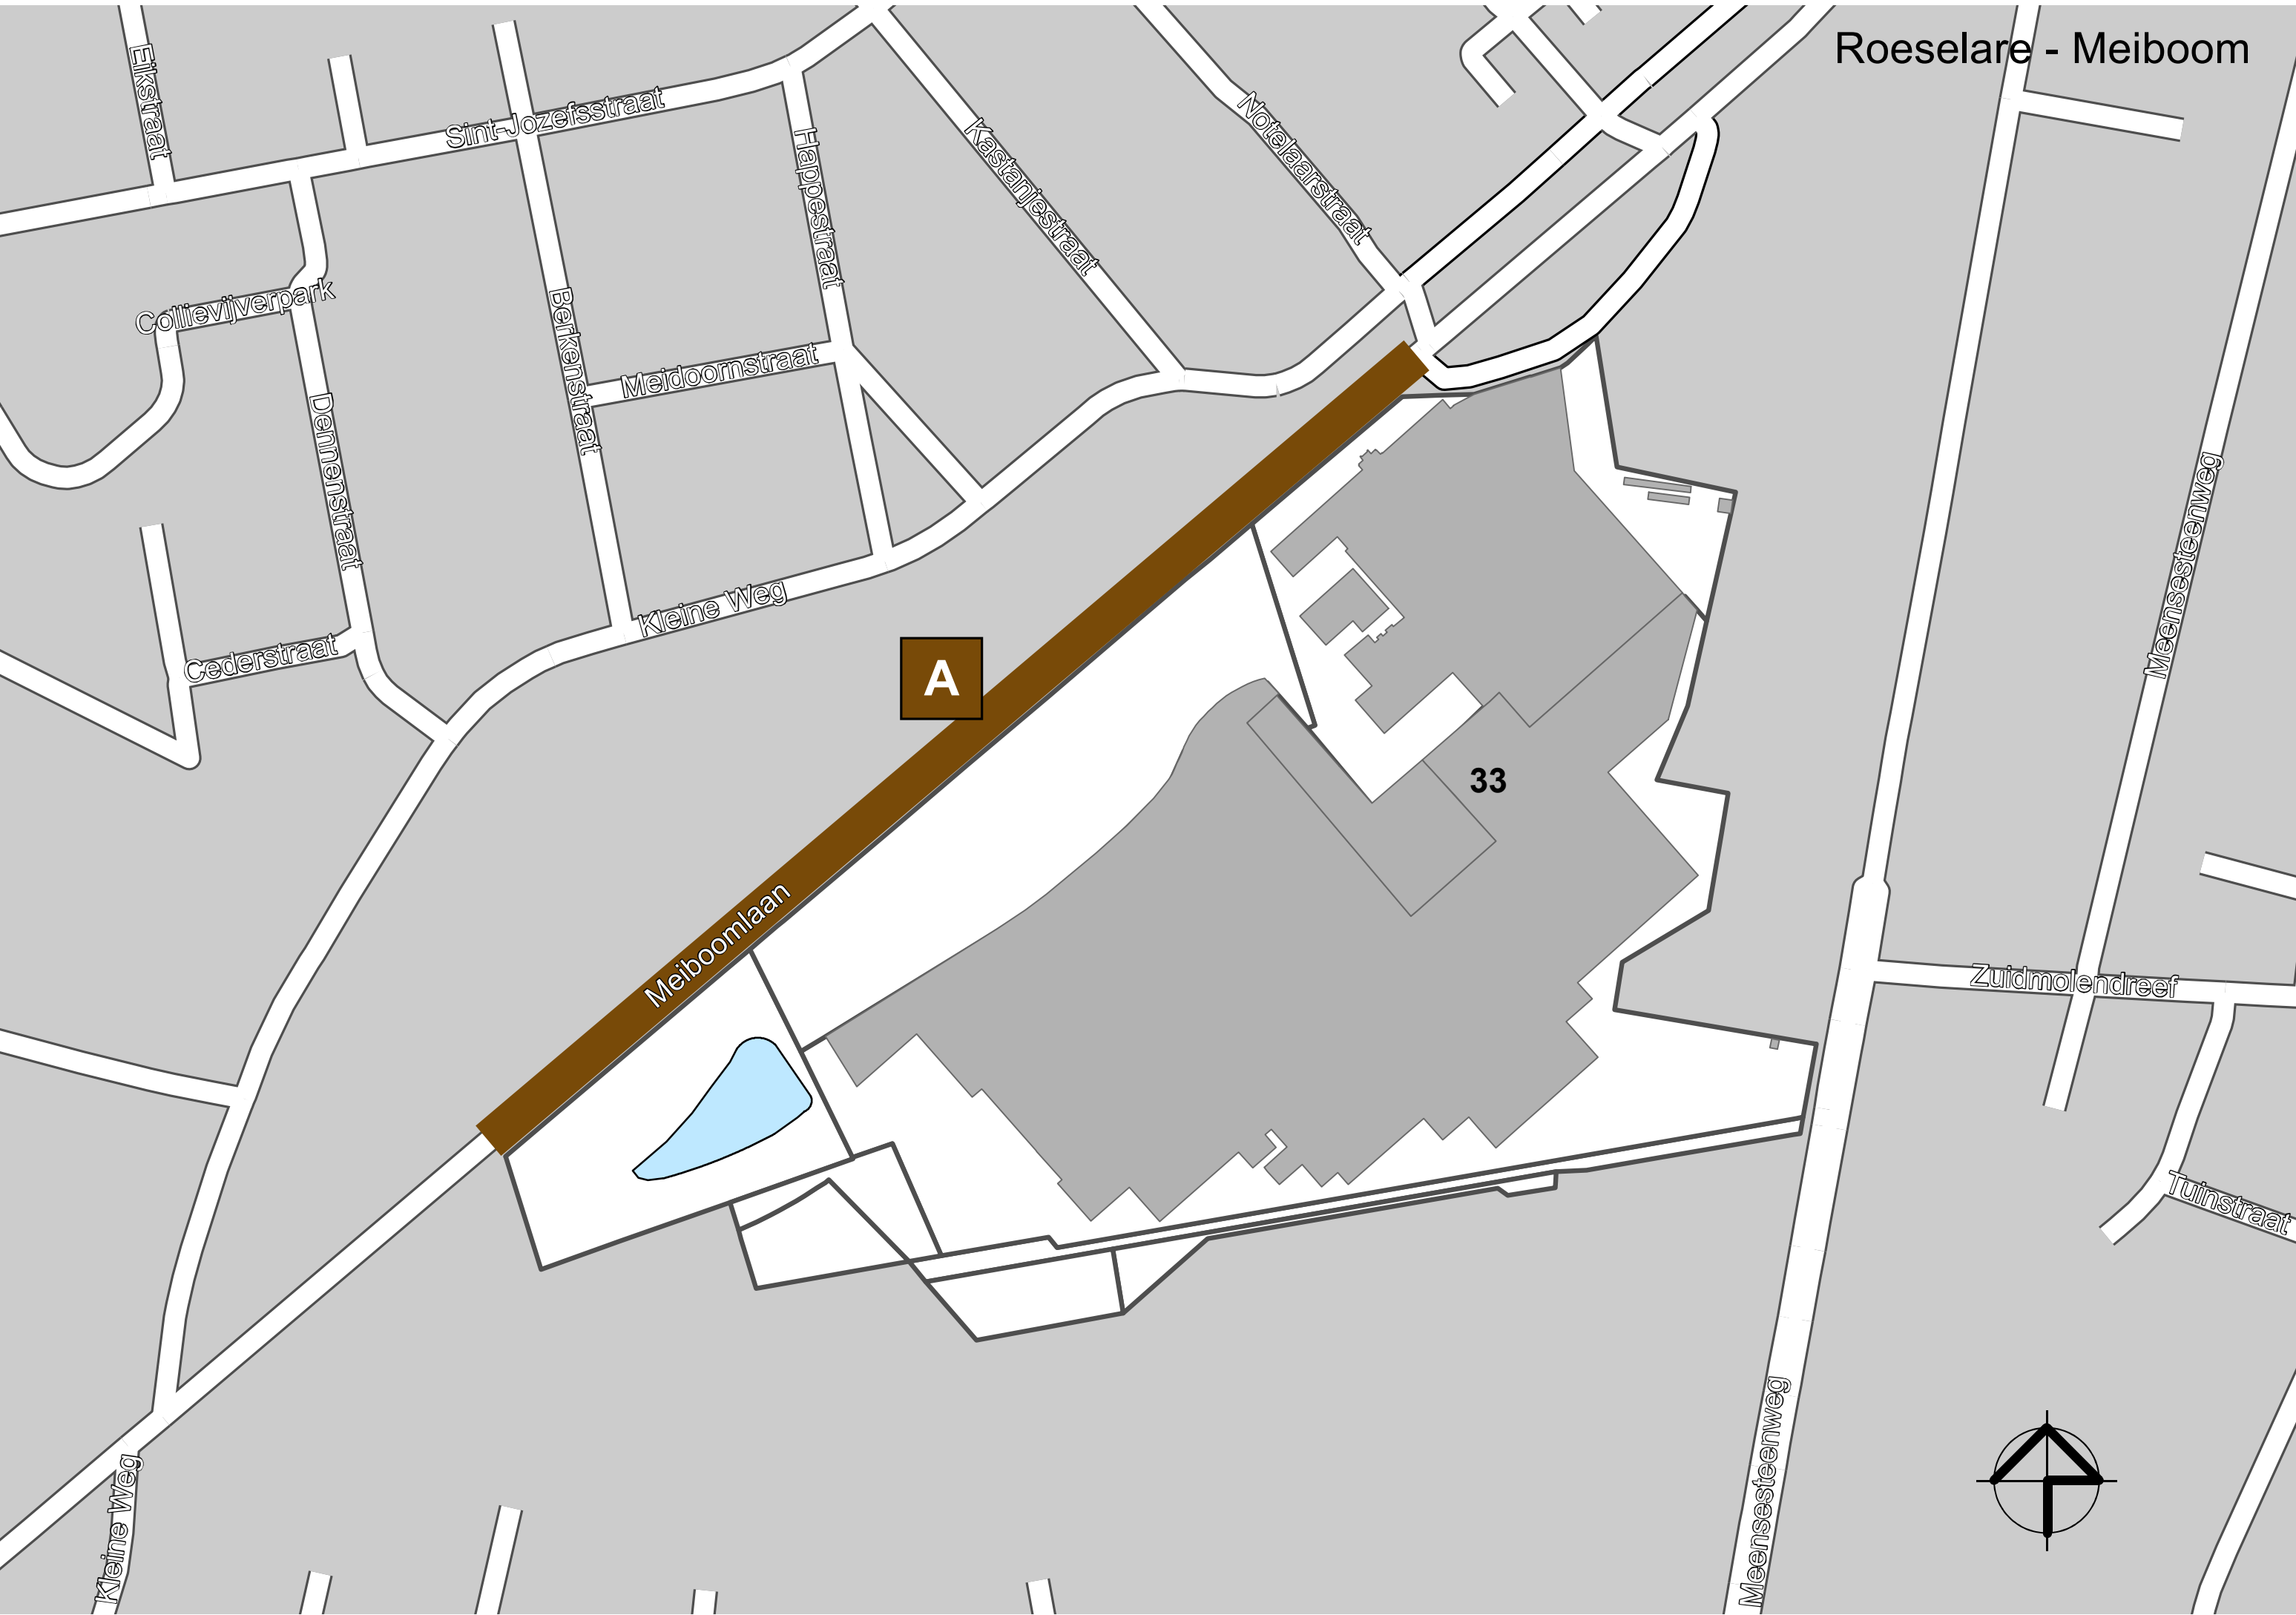 Roeselare - Meiboom
Eikstraat
Sint-Jozefsstraat
Happestraat
Kastanjestraat
Notelaarstraat
Collievijverpark
Berkenstraat
Meidoornstraat
Dennenstraat
Meensesteenweg
Kleine Weg
Cederstraat
A
33
Meiboomlaan
Zuidmolendreef
Tuinstraat
Meensesteenweg
Kleine Weg